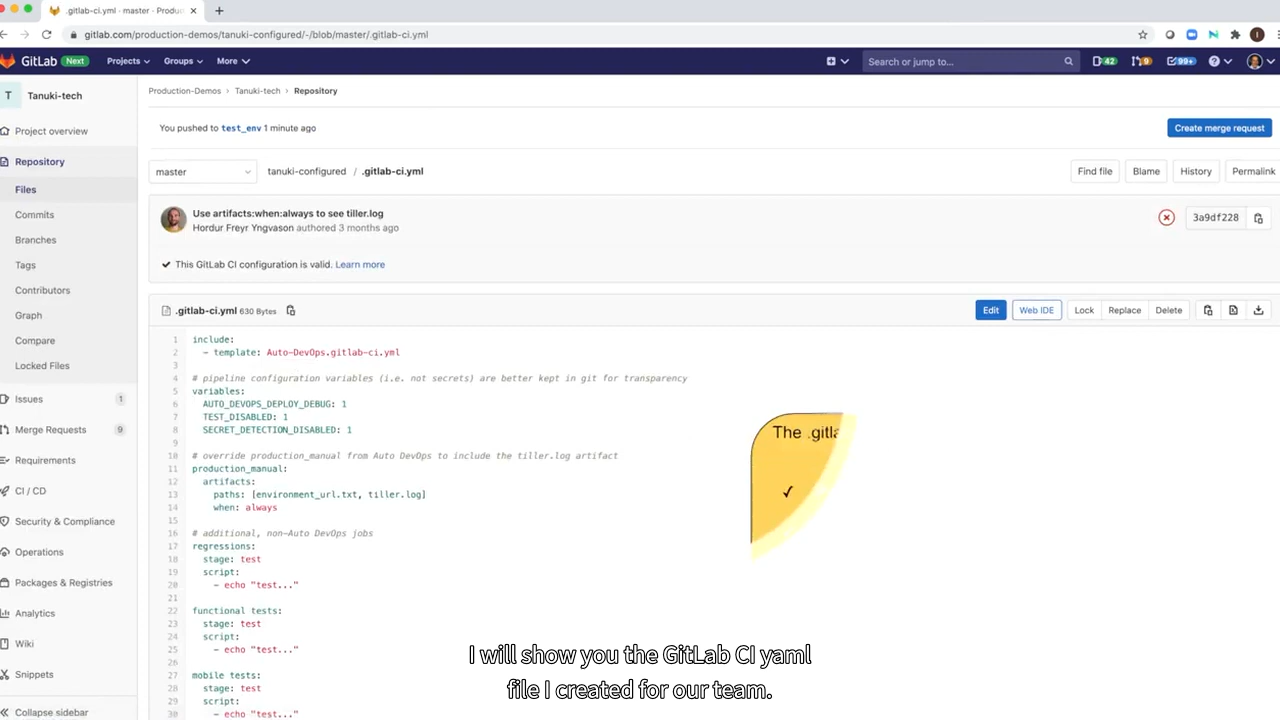 .gitlab-ci.yml · master · Produc
gitlab.com/production-demos/tanuki-configured/-/blob/master/.gitlab-ci.yml
GitLab Next Projects Groups More Search or jump to... 42 9 99+
T Tanuki-tech
Production-Demos › Tanuki-tech › Repository
Project overview
You pushed to test_env 1 minute ago Create merge request
Repository
master tanuki-configured / .gitlab-ci.yml Find file Blame History Permalink
Files
Commits
Branches
Tags
Contributors
Graph
Compare
Locked Files
Issues 1
Merge Requests 9
Requirements
CI / CD
Security & Compliance
Operations
Packages & Registries
Analytics
Wiki
Snippets
Collapse sidebar
Use artifacts:when:always to see tiller.log
Hordur Freyr Yngvason authored 3 months ago
3a9df228
✓ This GitLab CI configuration is valid. Learn more
.gitlab-ci.yml 630 Bytes Edit Web IDE Lock Replace Delete
1 include:
2 - template: Auto-DevOps.gitlab-ci.yml
3
4 # pipeline configuration variables (i.e. not secrets) are better kept in git for transparency
5 variables:
6 AUTO_DEVOPS_DEPLOY_DEBUG: 1
7 TEST_DISABLED: 1
8 SECRET_DETECTION_DISABLED: 1
9
10 # override production_manual from Auto DevOps to include the tiller.log artifact
11 production_manual:
12 artifacts:
13 paths: [environment_url.txt, tiller.log]
14 when: always
15
16 # additional, non-Auto DevOps jobs
17 regressions:
18 stage: test
19 script:
20 - echo "test..."
21
22 functional tests:
23 stage: test
24 script:
25 - echo "test..."
26
27 mobile tests:
28 stage: test
29 script:
30 - echo "test..."
The .gitla
✓
I will show you the GitLab CI yaml
file I created for our team.